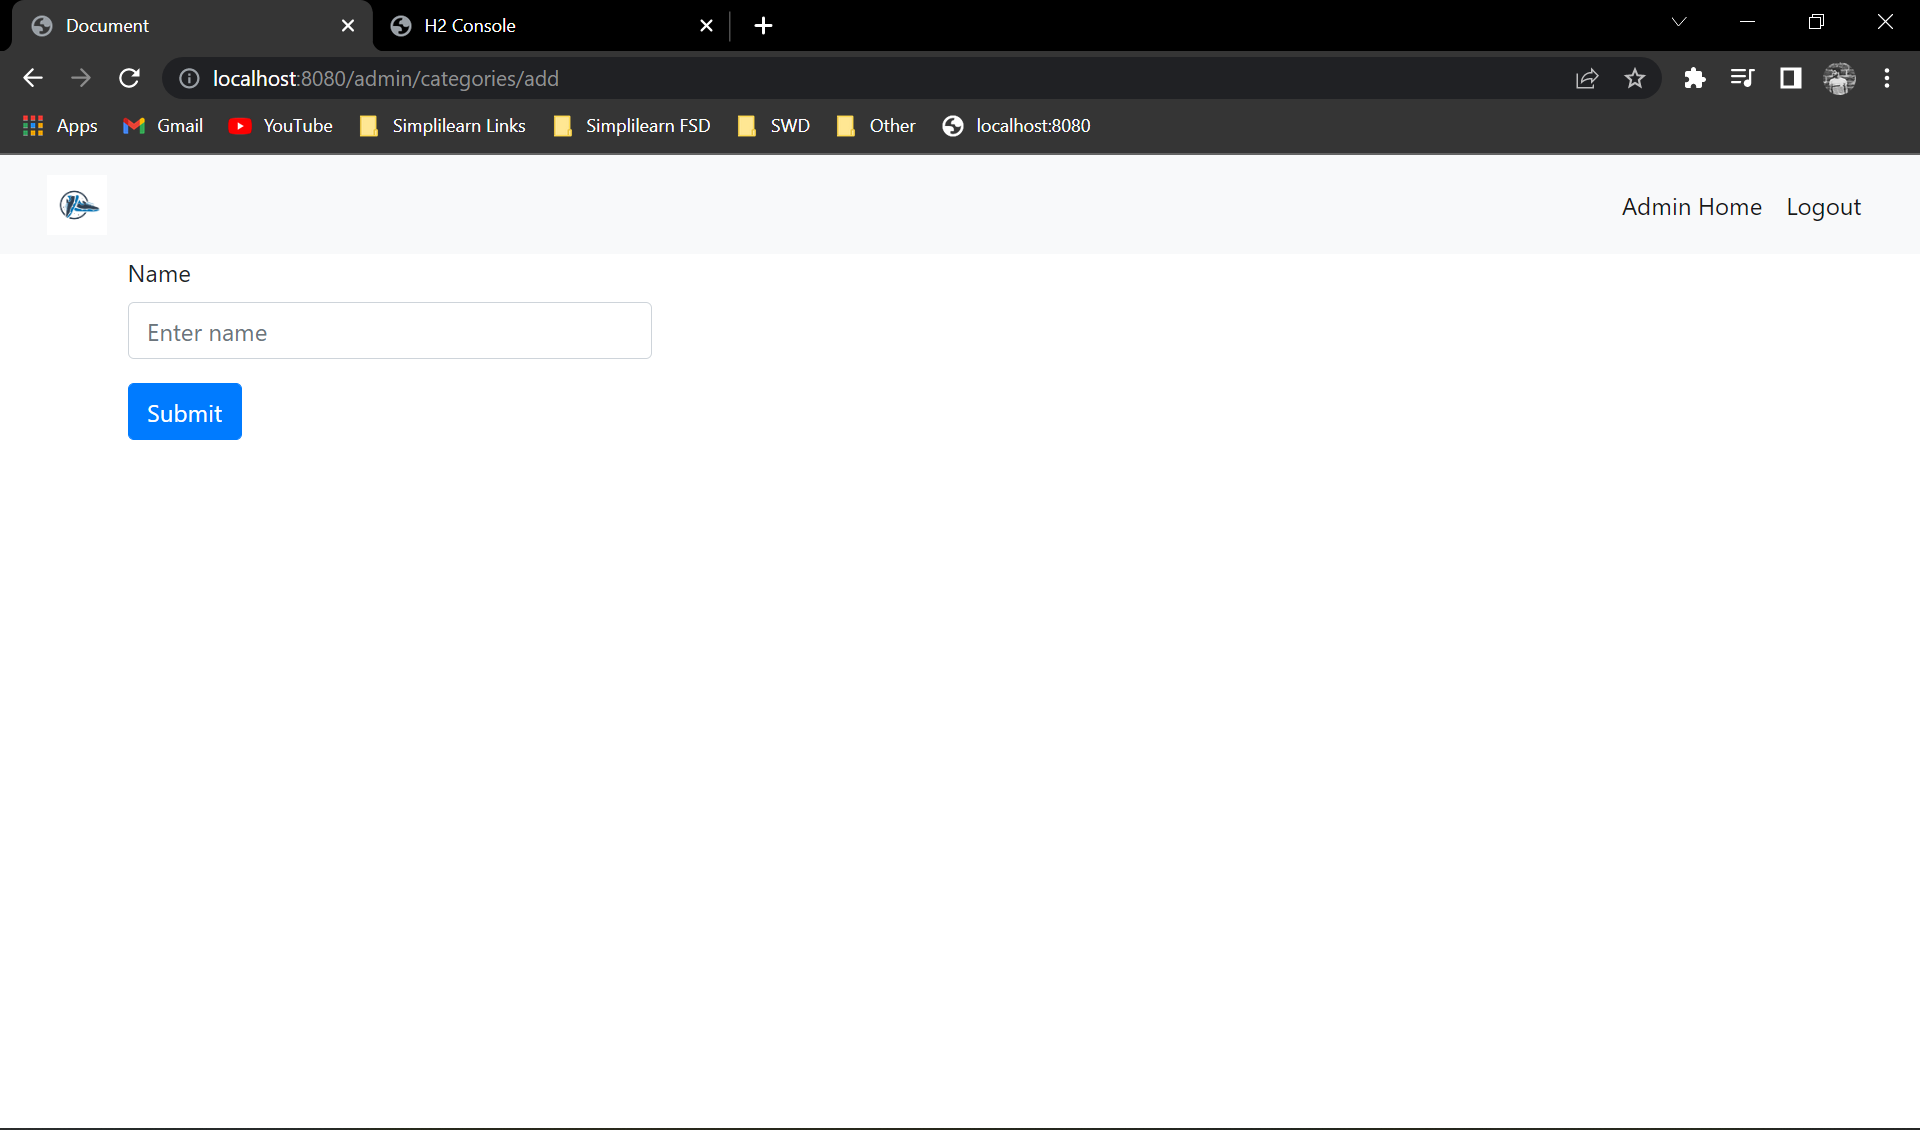 Document
H2 Console
localhost:8080/admin/categories/add
Apps Gmail YouTube Simplilearn Links Simplilearn FSD SWD Other localhost:8080
Admin Home Logout
Name
Enter name
Submit